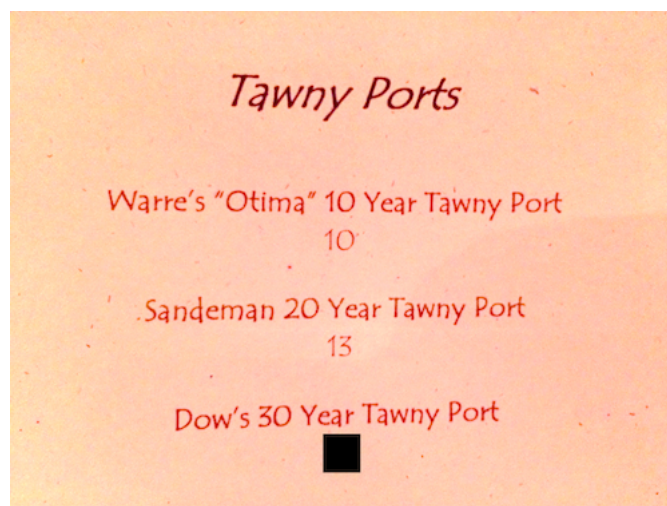 Tawny Ports
Warre's "Otima" 10 Year Tawny Port
10
Sandeman 20 Year Tawny Port
13
Dow's 30 Year Tawny Port